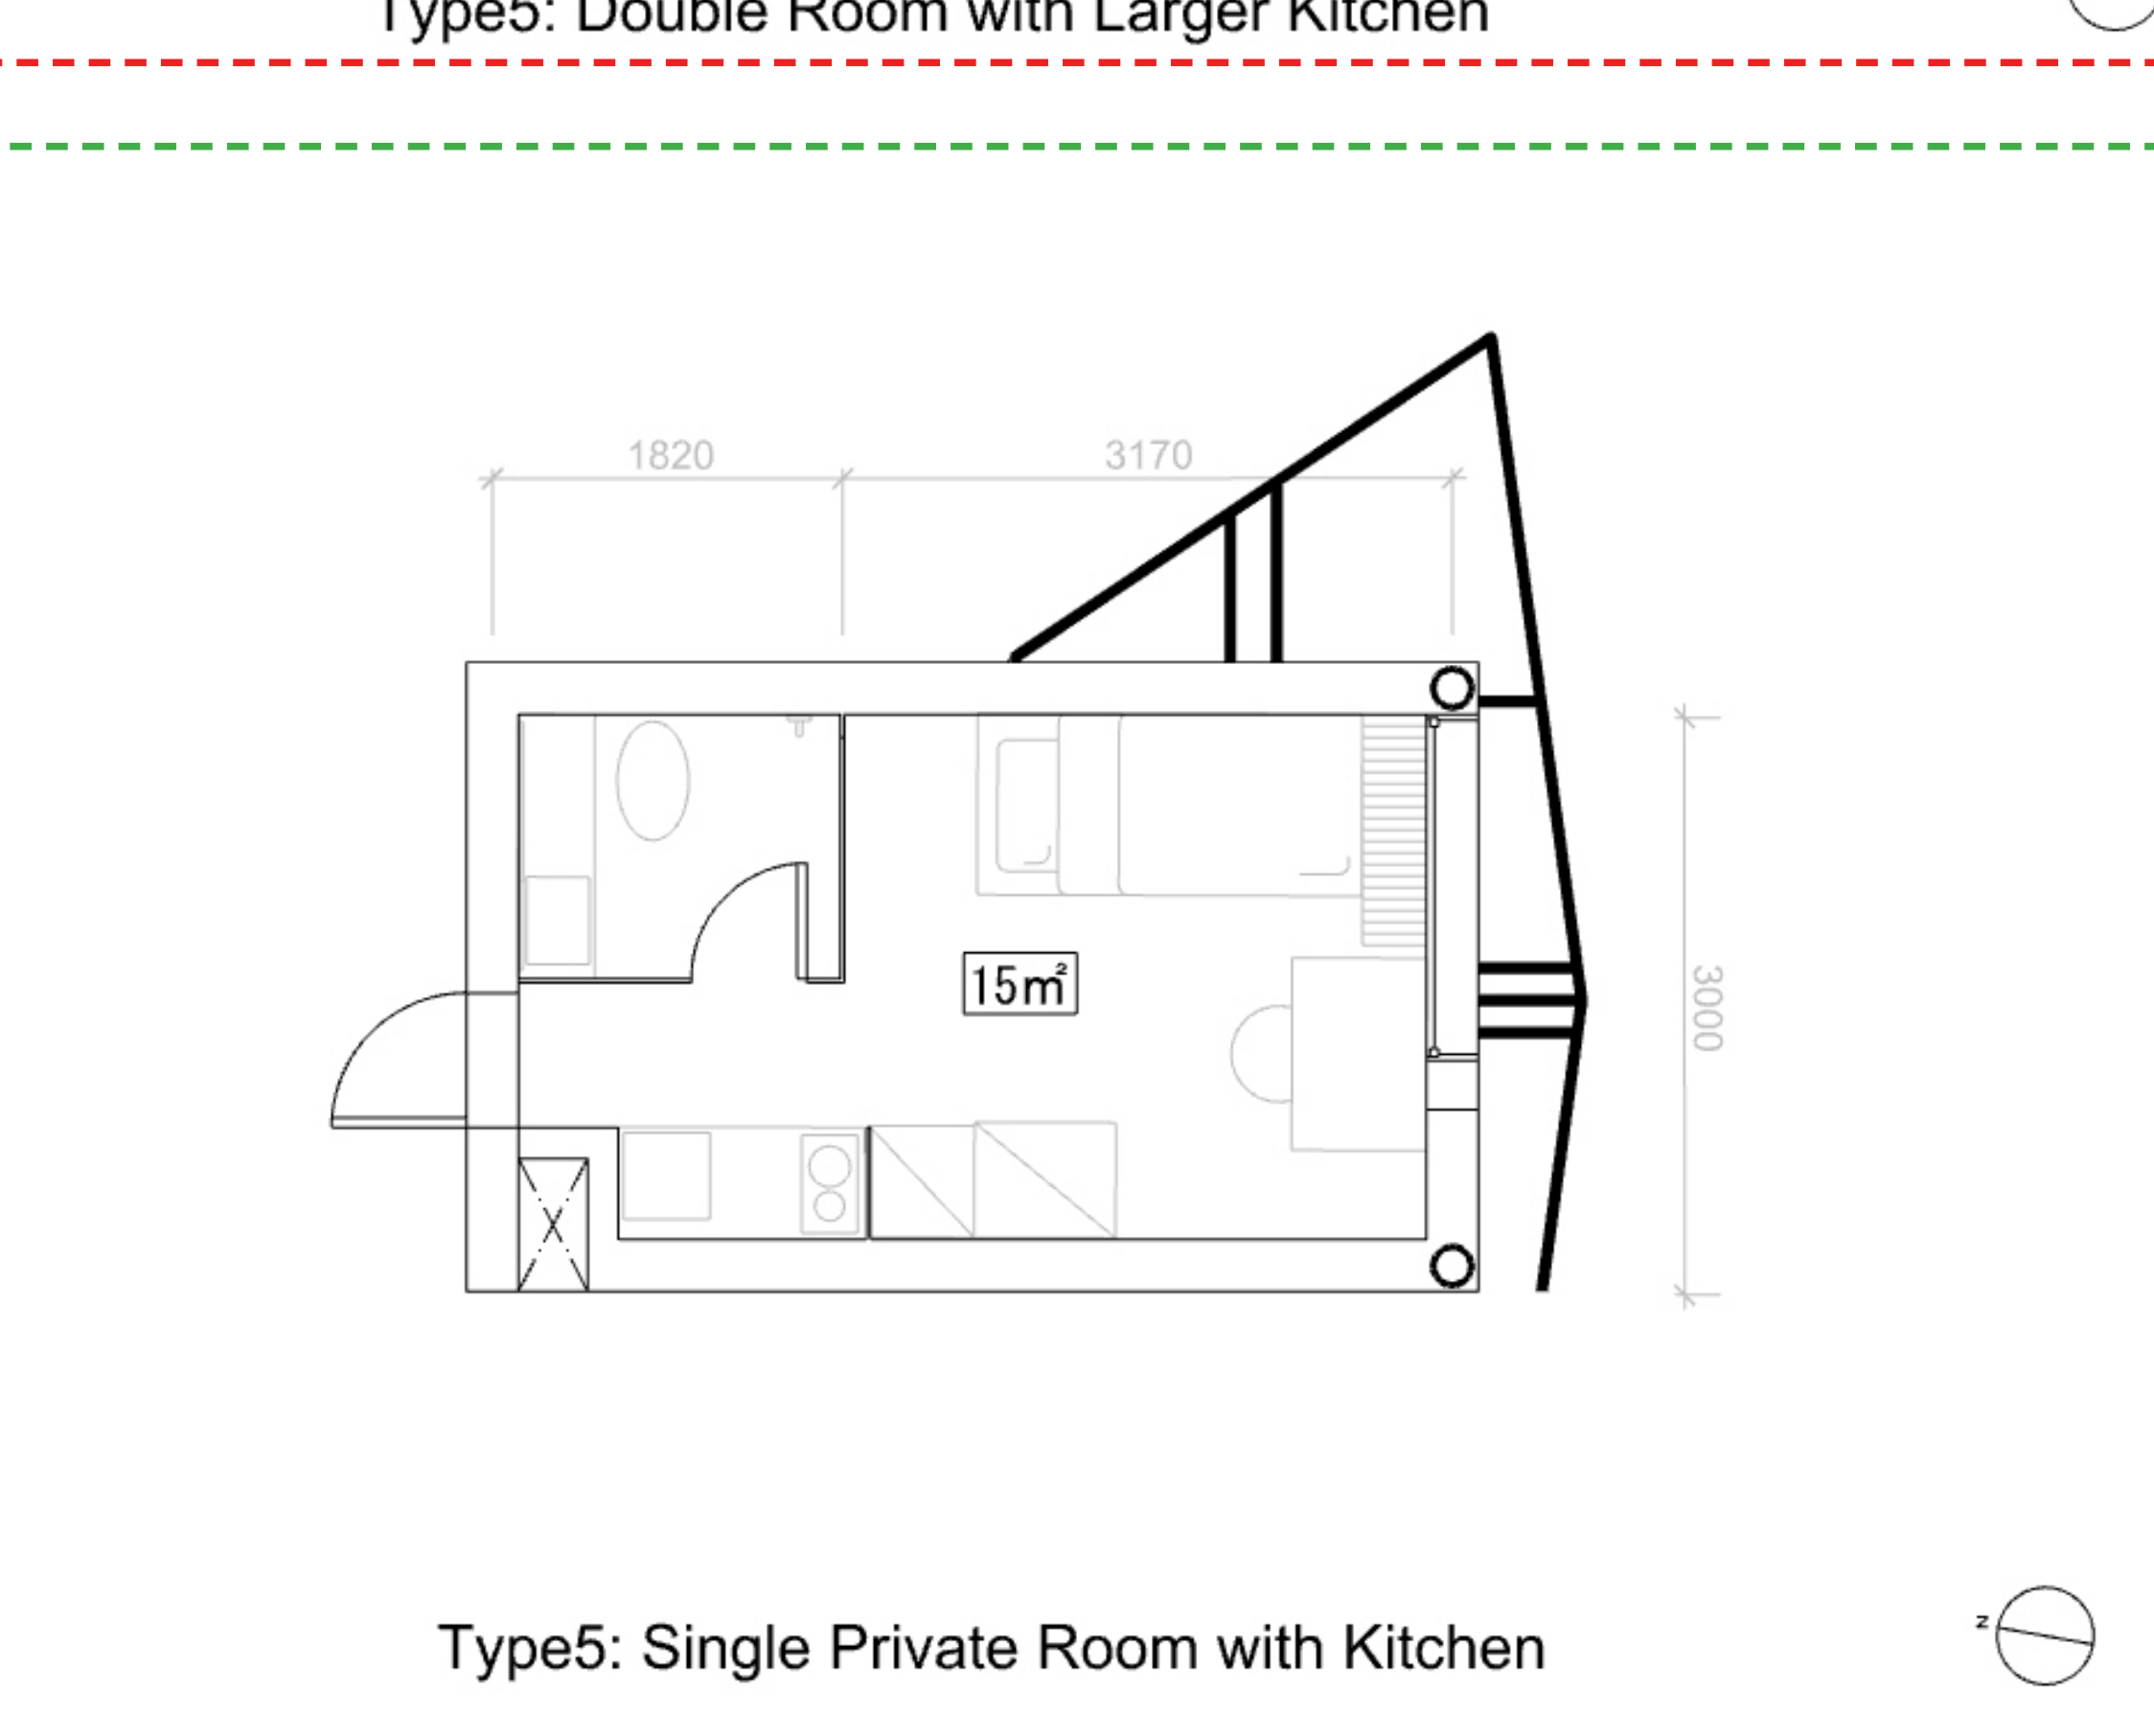 Type5: Double Room with Larger Kitchen
1820
3170
15m²
3000
Type5: Single Private Room with Kitchen
z